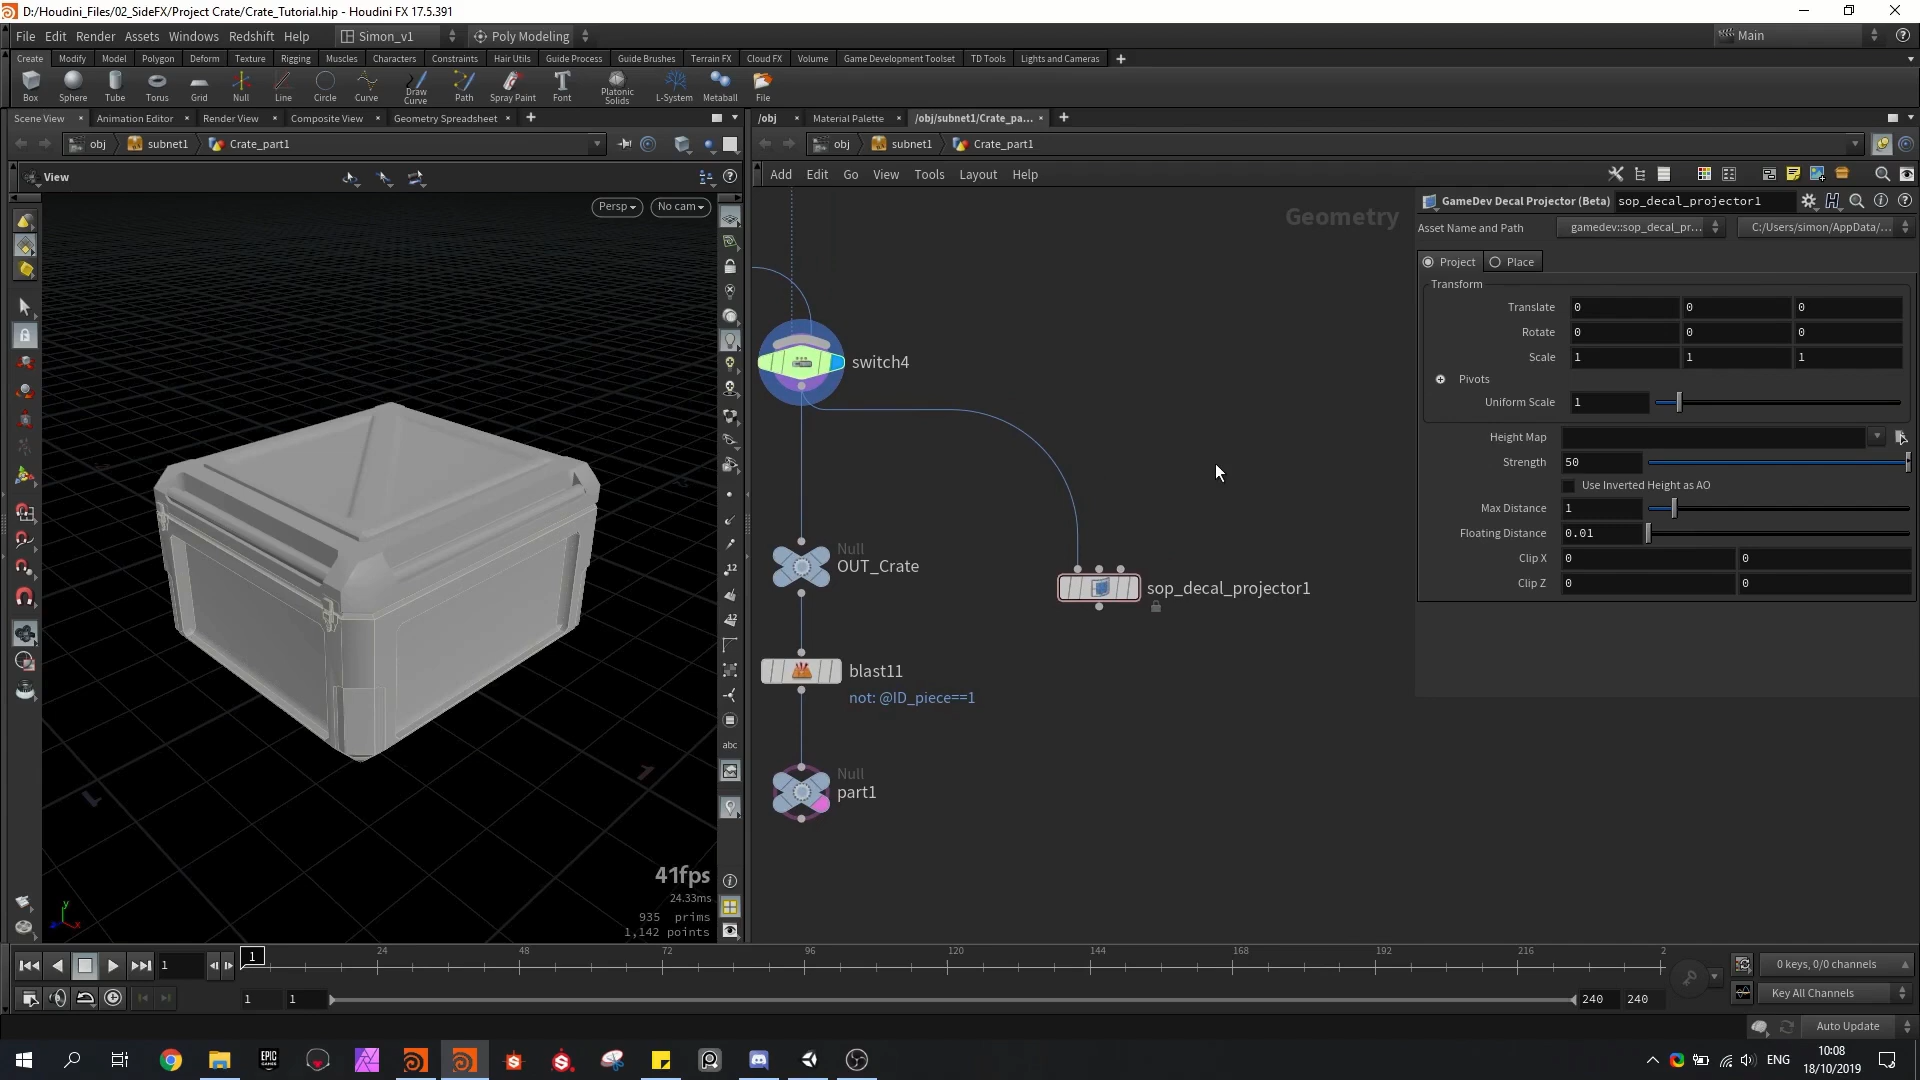 D:/Houdini_Files/02_SideFX/Project Crate/Crate_Tutorial.hip - Houdini FX 17.5.391
File Edit Render Assets Windows Redshift Help Simon_v1 Poly Modeling Main
Create Modify Model Polygon Deform Texture Rigging Muscles Characters Constraints Hair Utils Guide Process Guide Brushes Terrain FX Cloud FX Volume Game Development Toolset TD Tools Lights and Cameras
Box Sphere Tube Torus Grid Null Line Circle Curve Draw Curve Path Spray Paint Font Platonic Solids L-System Metaball File
Scene View Animation Editor Render View Composite View Geometry Spreadsheet
/obj Material Palette /obj/subnet1/Crate_pa...
obj subnet1 Crate_part1
obj subnet1 Crate_part1
View
Add Edit Go View Tools Layout Help
Persp No cam
Geometry
GameDev Decal Projector (Beta) sop_decal_projector1
Asset Name and Path gamedev::sop_decal_pr... C:/Users/simon/AppData/...
Project Place
Transform
Translate 0 0 0
Rotate 0 0 0
Scale 1 1 1
Pivots
Uniform Scale 1
Height Map
Strength 50
Use Inverted Height as AO
Max Distance 1
Floating Distance 0.01
Clip X 0 0
Clip Z 0 0
switch4
Null
OUT_Crate
sop_decal_projector1
blast11
not: @ID_piece==1
Null
part1
12
12
abc
41fps
24.33ms
935 prims
1,142 points
y
x
1
1 1 24 48 72 96 120 144 168 192 216 2
0 keys, 0/0 channels
1 1 240 240
Key All Channels
Auto Update
EPIC GAMES
ENG
10:08
18/10/2019